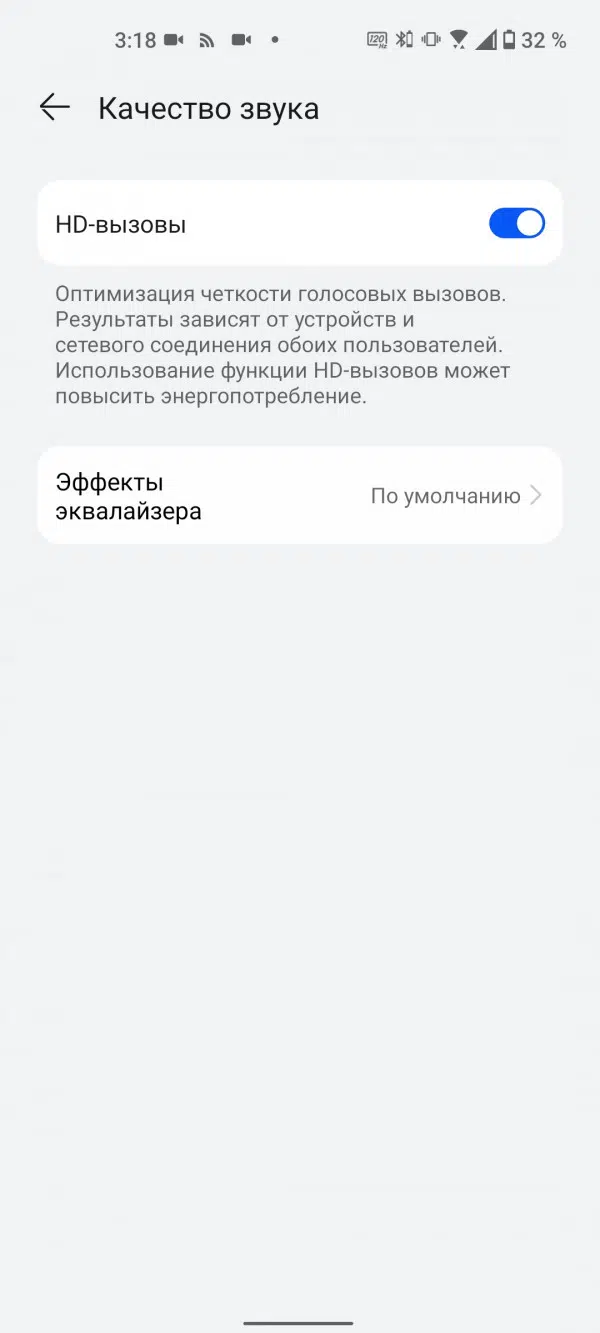 3:18
120 Hz
32 %
Качество звука
HD-вызовы
Оптимизация четкости голосовых вызовов.
Результаты зависят от устройств и
сетевого соединения обоих пользователей.
Использование функции HD-вызовов может
повысить энергопотребление.
Эффекты
эквалайзера
По умолчанию